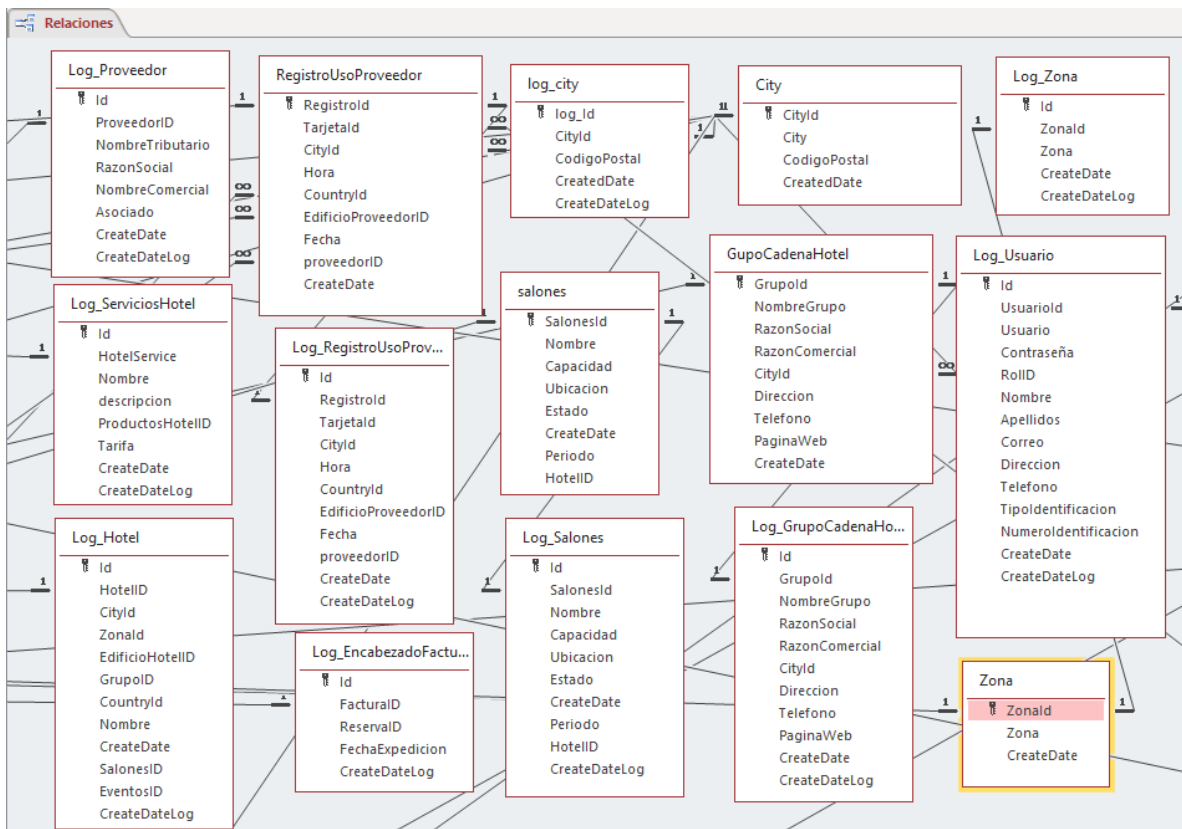 Relaciones
Log_Proveedor
Id
ProveedorID
NombreTributario
RazonSocial
NombreComercial
Asociado
CreateDate
CreateDateLog
RegistroUsoProveedor
RegistroId
TarjetaId
CityId
Hora
CountryId
EdificioProveedorID
Fecha
proveedorID
CreateDate
log_city
log_Id
CityId
CodigoPostal
CreatedDate
CreateDateLog
City
CityId
City
CodigoPostal
CreatedDate
Log_Zona
Id
ZonaId
Zona
CreateDate
CreateDateLog
Log_ServiciosHotel
Id
HotelService
Nombre
descripcion
ProductosHotelID
Tarifa
CreateDate
CreateDateLog
Log_RegistroUsoProv...
Id
RegistroId
TarjetaId
CityId
Hora
CountryId
EdificioProveedorID
Fecha
proveedorID
CreateDate
CreateDateLog
salones
SalonesId
Nombre
Capacidad
Ubicacion
Estado
CreateDate
Periodo
HotelID
GupoCadenaHotel
GrupoId
NombreGrupo
RazonSocial
RazonComercial
CityId
Direccion
Telefono
PaginaWeb
CreateDate
Log_Usuario
Id
UsuarioId
Usuario
Contraseña
RolID
Nombre
Apellidos
Correo
Direccion
Telefono
TipoIdentificacion
NumeroIdentificacion
CreateDate
CreateDateLog
Log_Hotel
Id
HotelID
CityId
ZonaId
EdificioHotelID
GrupoID
CountryId
Nombre
CreateDate
SalonesID
EventosID
CreateDateLog
Log_EncabezadoFactu...
Id
FacturaID
ReservaID
FechaExpedicion
CreateDateLog
Log_Salones
Id
SalonesId
Nombre
Capacidad
Ubicacion
Estado
CreateDate
Periodo
HotelID
CreateDateLog
Log_GrupoCadenaHo...
Id
GrupoId
NombreGrupo
RazonSocial
RazonComercial
CityId
Direccion
Telefono
PaginaWeb
CreateDate
CreateDateLog
Zona
ZonaId
Zona
CreateDate